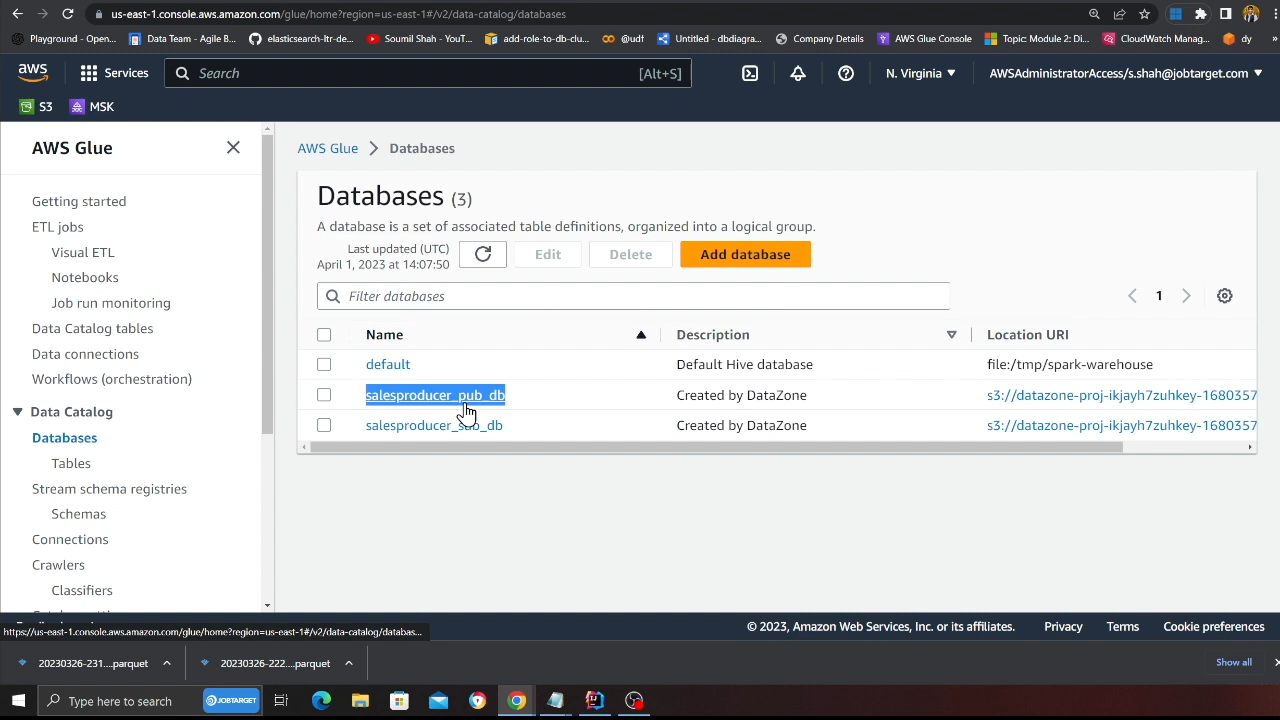 us-east-1.console.aws.amazon.com/glue/home?region=us-east-1#/v2/data-catalog/databases
Playground - Open... Data Team - Agile B... elasticsearch-ltr-de... Soumil Shah - YouT... add-role-to-db-clu... @udf Untitled - dbdiagra... Company Details AWS Glue Console Topic: Module 2: Di... CloudWatch Manag... dy »
aws Services Search [Alt+S] N. Virginia AWSAdministratorAccess/s.shah@jobtarget.com
S3 MSK
AWS Glue
Getting started
ETL jobs
Visual ETL
Notebooks
Job run monitoring
Data Catalog tables
Data connections
Workflows (orchestration)
Data Catalog
Databases
Tables
Stream schema registries
Schemas
Connections
Crawlers
Classifiers
AWS Glue > Databases
Databases (3)
A database is a set of associated table definitions, organized into a logical group.
Last updated (UTC)
April 1, 2023 at 14:07:50
Edit Delete Add database
Filter databases
1
Name Description Location URI
default Default Hive database file:/tmp/spark-warehouse
salesproducer_pub_db Created by DataZone s3://datazone-proj-ikjayh7zuhkey-1680357
salesproducer_sub_db Created by DataZone s3://datazone-proj-ikjayh7zuhkey-1680357
https://us-east-1.console.aws.amazon.com/glue/home?region=us-east-1#/v2/data-catalog/databas...
© 2023, Amazon Web Services, Inc. or its affiliates. Privacy Terms Cookie preferences
20230326-231....parquet 20230326-222....parquet Show all
Type here to search JOBTARGET